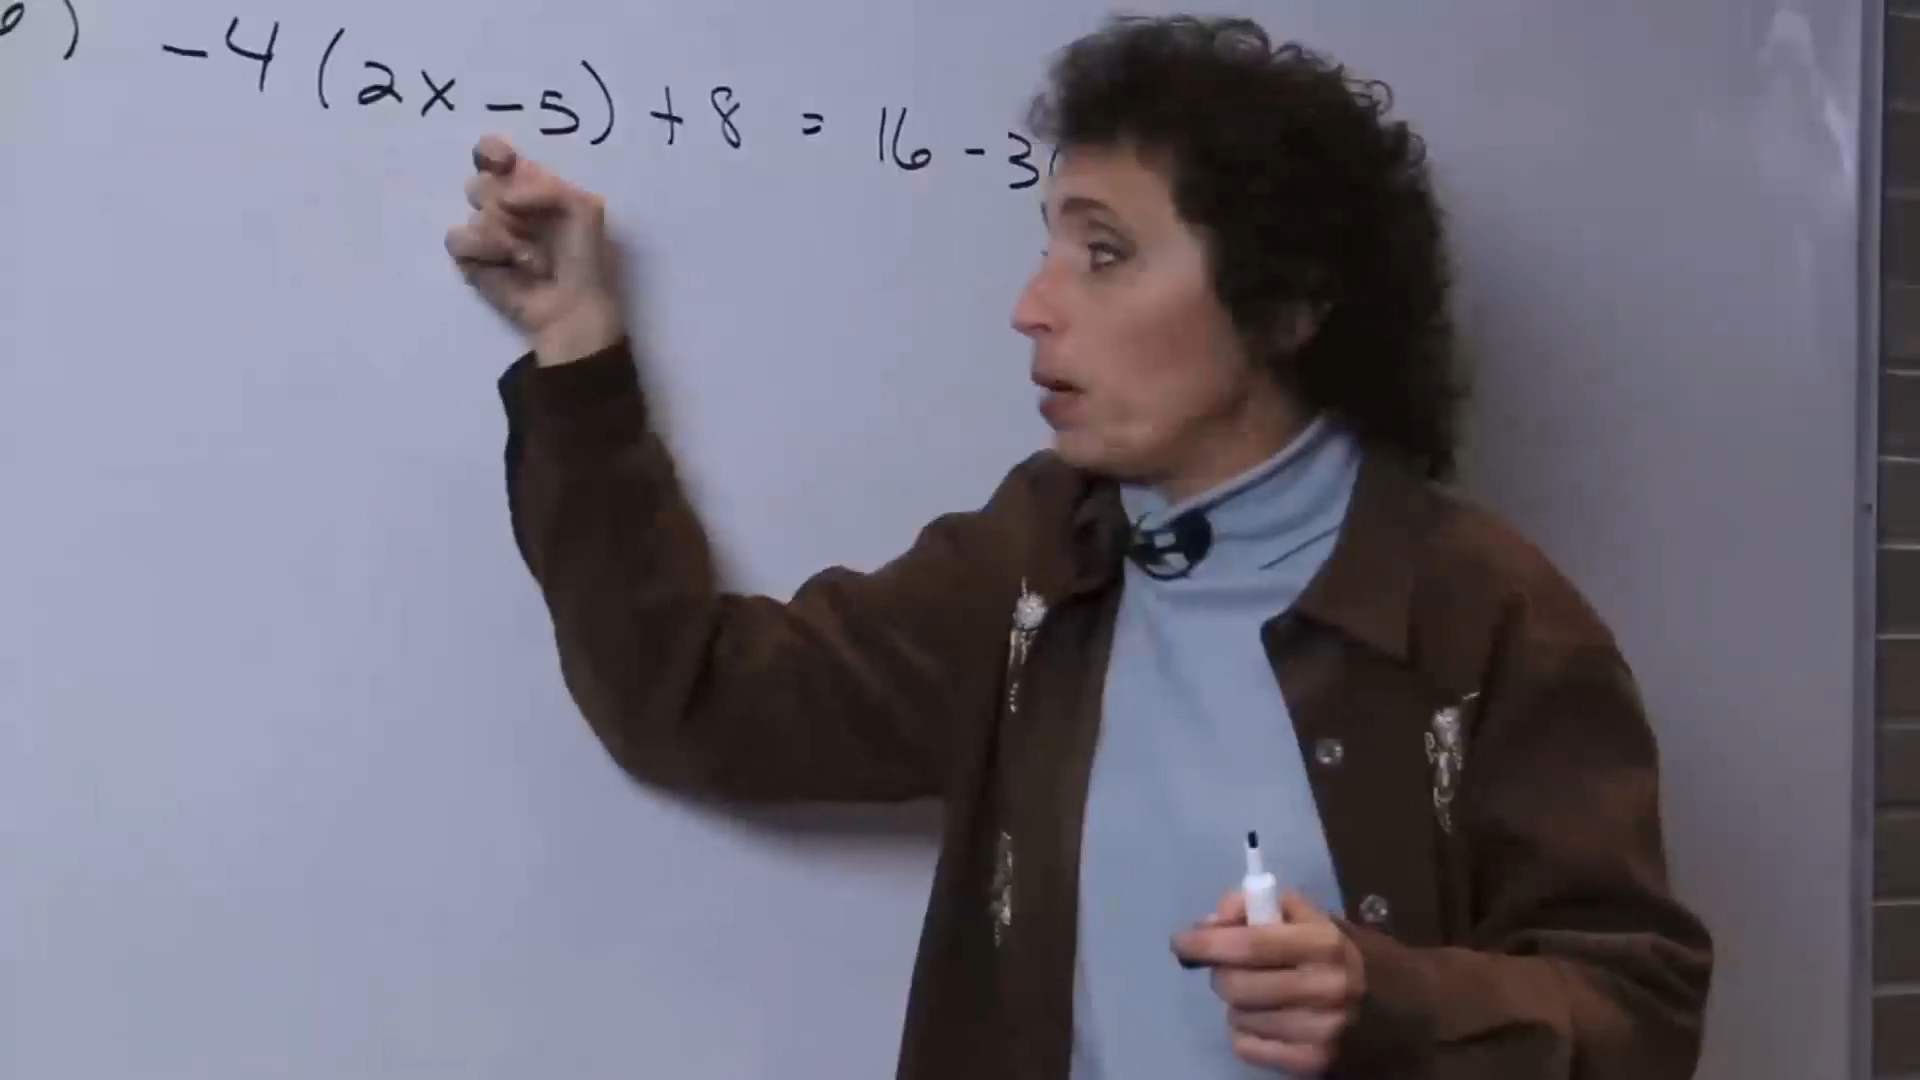 ) -4 (2x - 5) + 8 = 16 - 3